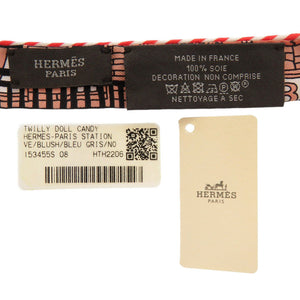 HERMÈS
PARIS
MADE IN FRANCE
100% SOIE
DECORATION NON COMPRISE
NETTOYAGE A SEC
TWILLY DOLL CANDY
HERMES-PARIS STATION
VE/BLUSH/BLEU GRIS/NO
153455S 08 HTH2206
HERMÈS
PARIS